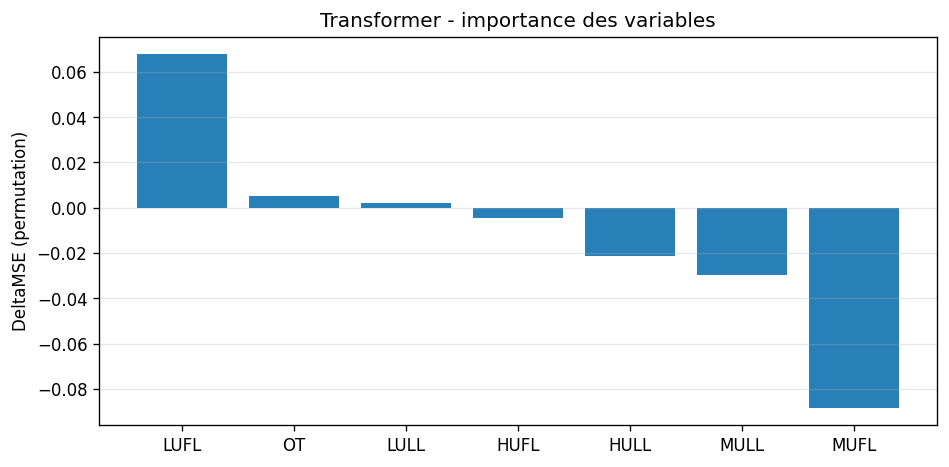 Transformer - importance des variables
DeltaMSE (permutation)
0.06
0.04
0.02
0.00
−0.02
−0.04
−0.06
−0.08
LUFL OT LULL HUFL HULL MULL MUFL